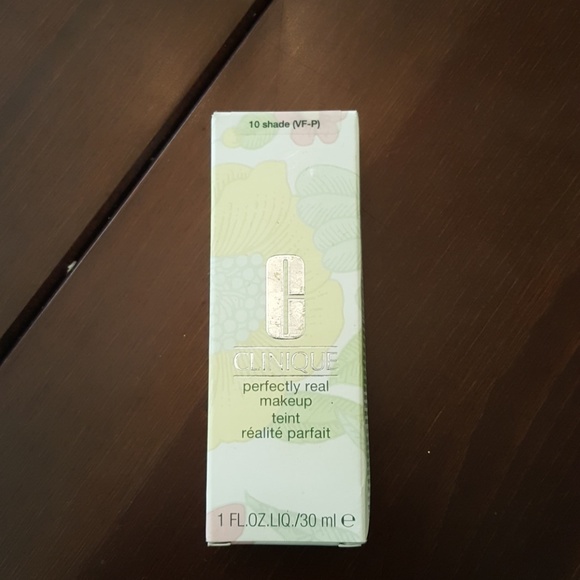 10 shade (VF-P)
CLINIQUE
perfectly real
makeup
teint
réalité parfait
1 FL.OZ.LIQ./30 ml ℮